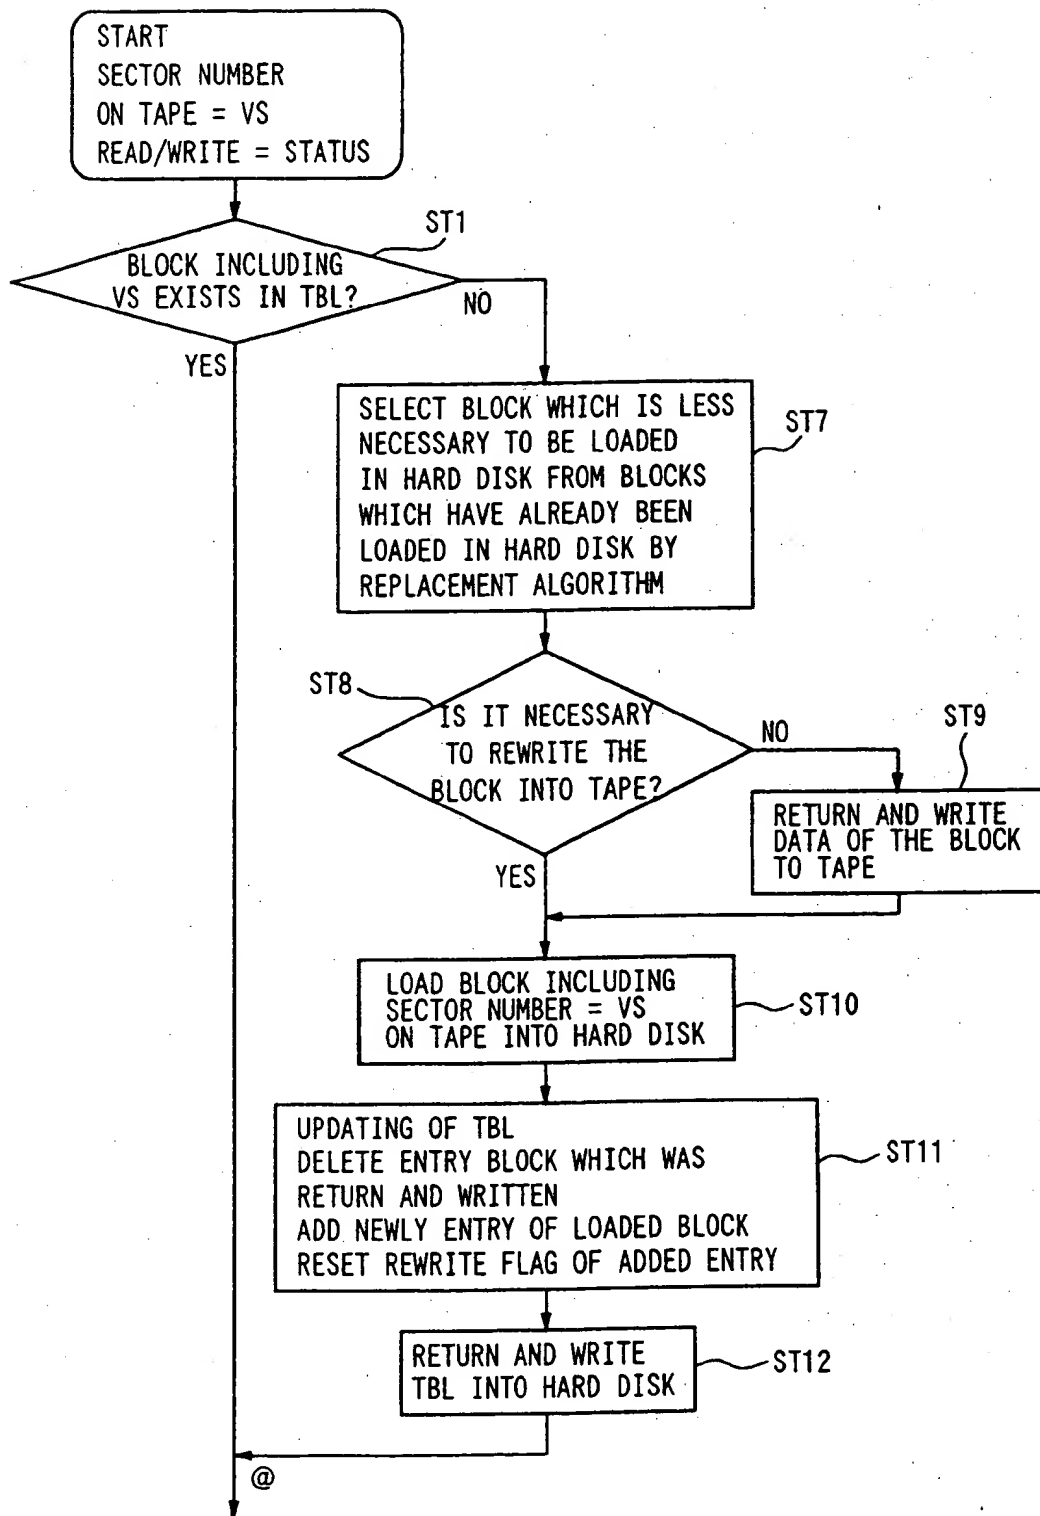 START
SECTOR NUMBER
ON TAPE = VS
READ/WRITE = STATUS
ST1
BLOCK INCLUDING
VS EXISTS IN TBL?
NO
YES
SELECT BLOCK WHICH IS LESS
NECESSARY TO BE LOADED
IN HARD DISK FROM BLOCKS
WHICH HAVE ALREADY BEEN
LOADED IN HARD DISK BY
REPLACEMENT ALGORITHM
ST7
ST8
IS IT NECESSARY
TO REWRITE THE
BLOCK INTO TAPE?
NO
ST9
RETURN AND WRITE
DATA OF THE BLOCK
TO TAPE
YES
LOAD BLOCK INCLUDING
SECTOR NUMBER = VS
ON TAPE INTO HARD DISK
ST10
UPDATING OF TBL
DELETE ENTRY BLOCK WHICH WAS
RETURN AND WRITTEN
ADD NEWLY ENTRY OF LOADED BLOCK
RESET REWRITE FLAG OF ADDED ENTRY
ST11
RETURN AND WRITE
TBL INTO HARD DISK
ST12
@